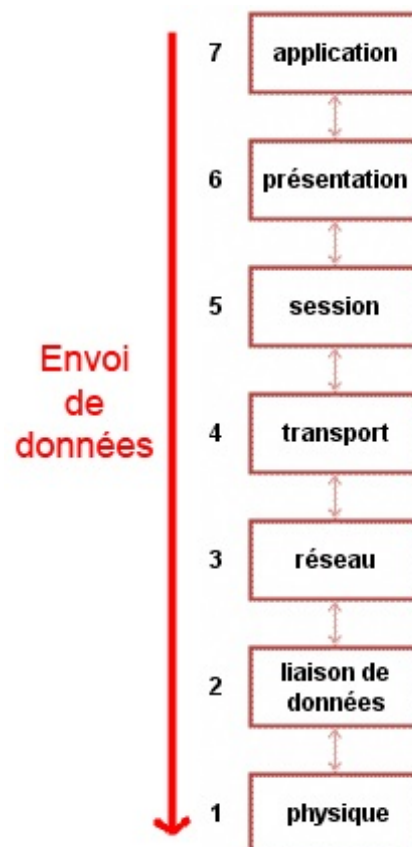 7 application
6 présentation
5 session
Envoi
de
données
4 transport
3 réseau
2 liaison de
données
1 physique